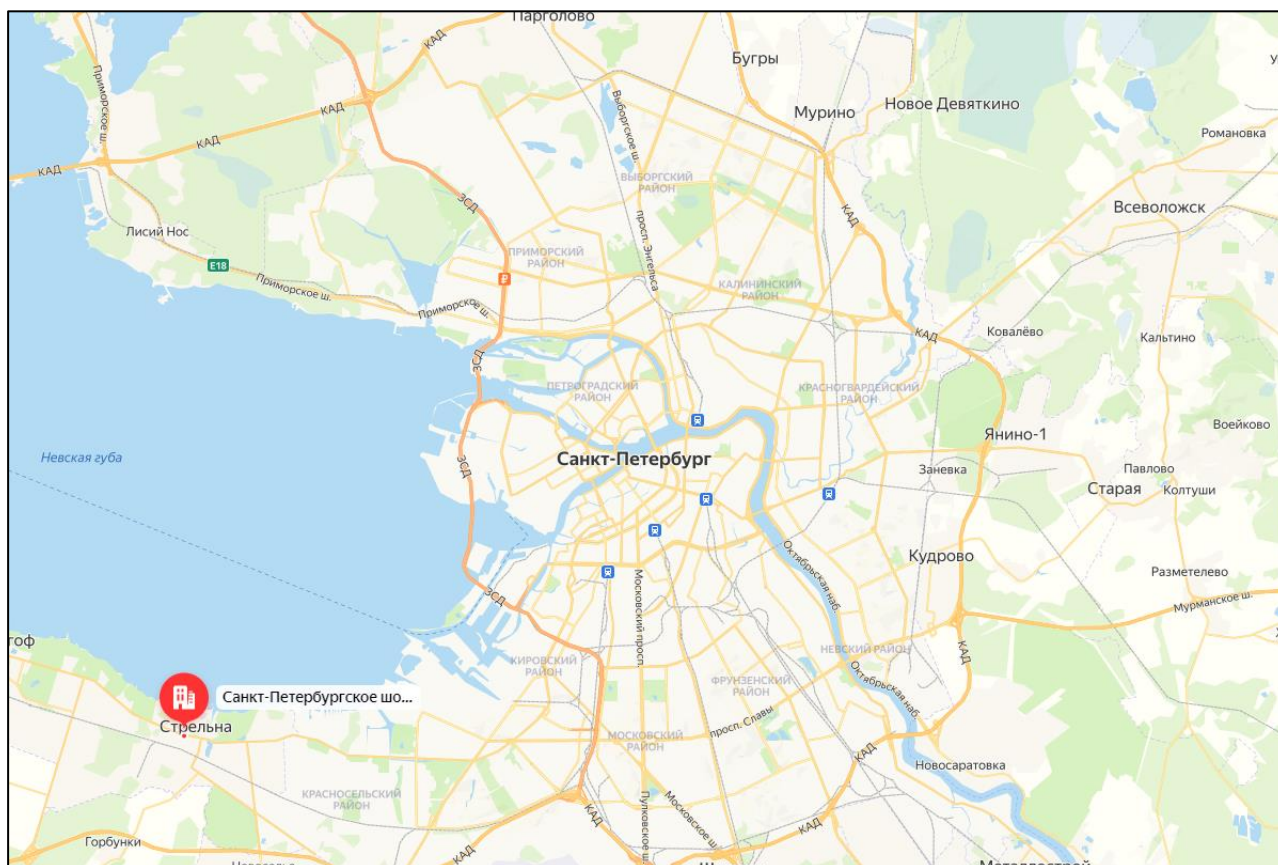 Парголово
КАД
Бугры
Приморское ш.
Выборгское ш.
Мурино
Новое Девяткино
КАД
Романовка
КАД
КАД
ВЫБОРГСКИЙ
РАЙОН
ЗСД
КАД
Всеволожск
просп. Энгельса
Лисий Нос
ПРИМОРСКИЙ
РАЙОН
E18
Приморское ш.
КАЛИНИНСКИЙ
РАЙОН
Приморское ш.
КАД
Ковалёво
Кальтино
ЗСД
ПЕТРОГРАДСКИЙ
РАЙОН
КРАСНОГВАРДЕЙСКИЙ
РАЙОН
Воейково
Янино-1
Невская губа
ЗСД
Санкт-Петербург
Заневка
Павлово
Колтуши
Старая
Октябрьская наб.
Кудрово
Разметелево
ЗСД
Московский просп.
Мурманское ш.
гоф
КИРОВСКИЙ
РАЙОН
НЕВСКИЙ РАЙОН
КАД
ФРУНЗЕНСКИЙ
РАЙОН
Октябрьская наб.
Санкт-Петербургское шо...
Стрельна
просп. Славы
МОСКОВСКИЙ
РАЙОН
КАД
Новосаратовка
КРАСНОСЕЛЬСКИЙ
РАЙОН
Пулковское ш.
Московское ш.
КАД
Горбунки
КАД
КАД